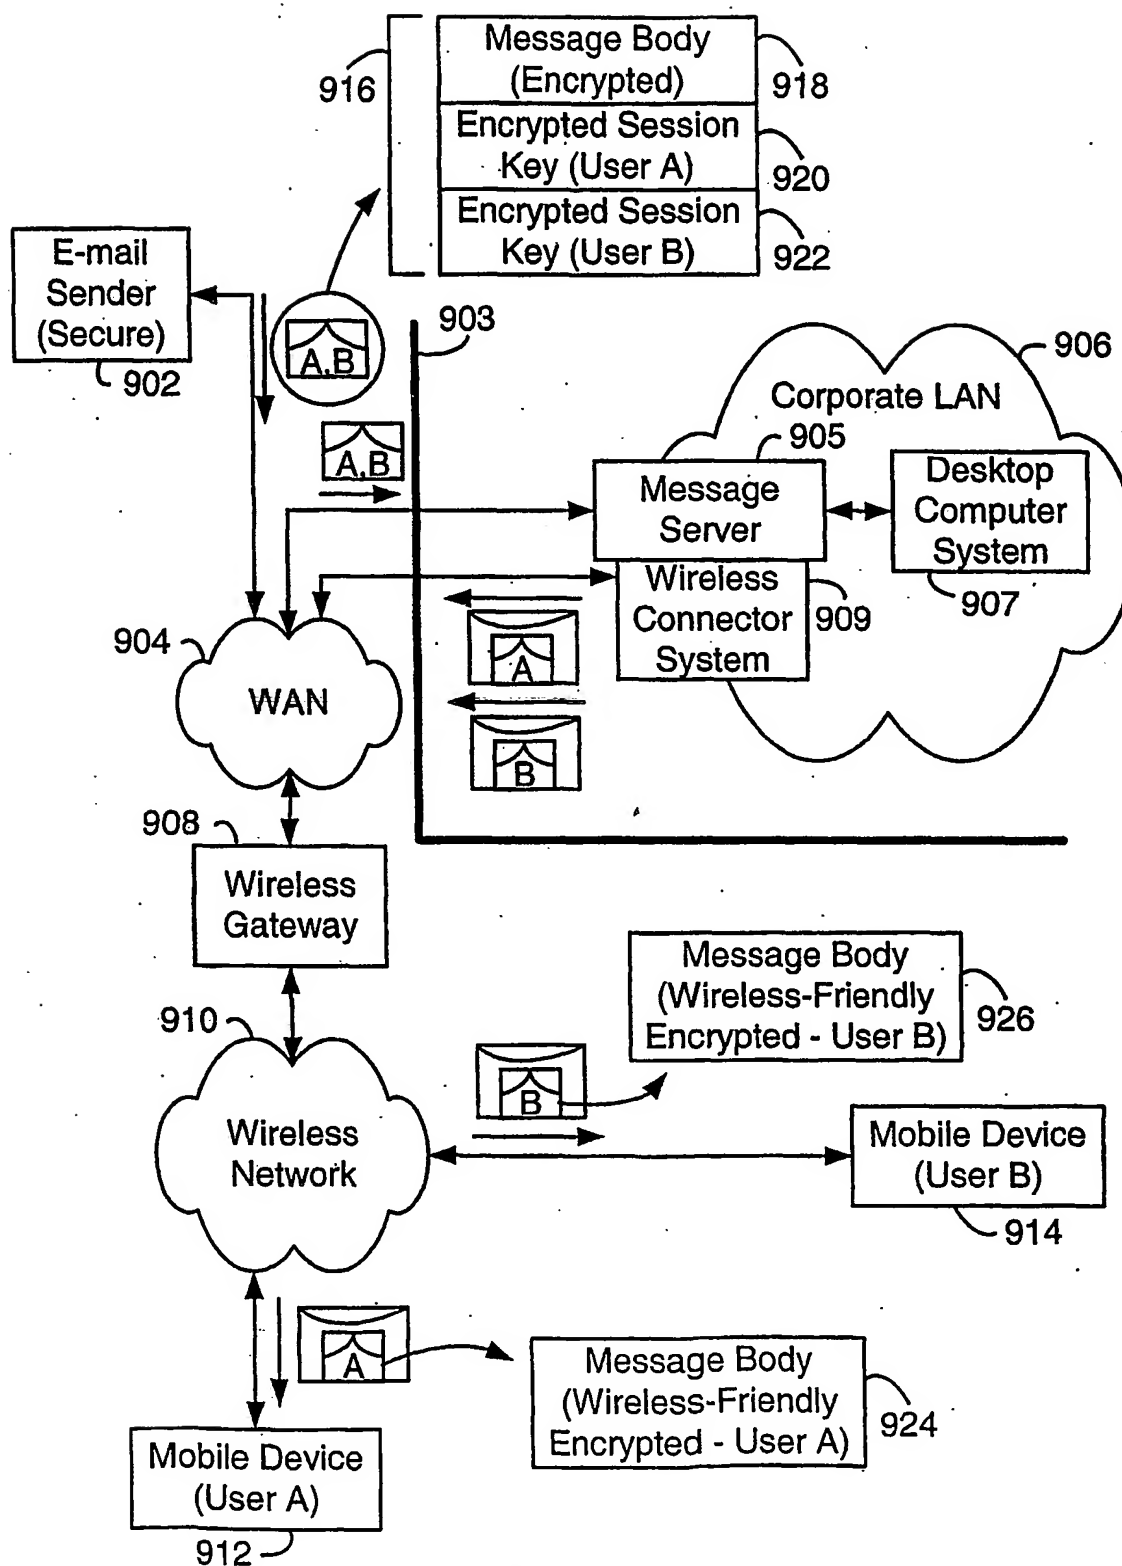 916
Message Body
(Encrypted)
918
Encrypted Session
Key (User A)
920
Encrypted Session
Key (User B)
922
E-mail
Sender
(Secure)
902
A,B
903
906
Corporate LAN
A,B
905
Message
Server
Desktop
Computer
System
907
Wireless
Connector
System
909
904
WAN
A
B
908
Wireless
Gateway
Message Body
(Wireless-Friendly
Encrypted - User B)
926
910
B
Wireless
Network
Mobile Device
(User B)
914
A
Message Body
(Wireless-Friendly
Encrypted - User A)
924
Mobile Device
(User A)
912